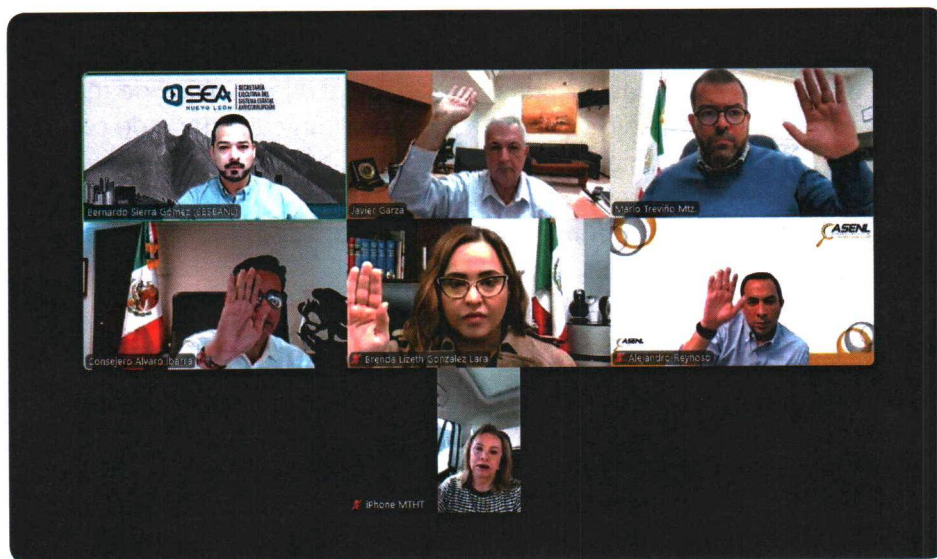 SEA
NUEVO LEÓN
SECRETARÍA
EJECUTIVA DEL
SISTEMA ESTATAL
ANTICORRUPCIÓN
Bernardo Sierra Gómez (SESEANL)
Javier Garza
Mario Treviño Mtz.
Consejero Alvaro Ibarra
Brenda Lizeth González Lara
ASENL
ASENL
Alejandro Reynoso
iPhone MTHT